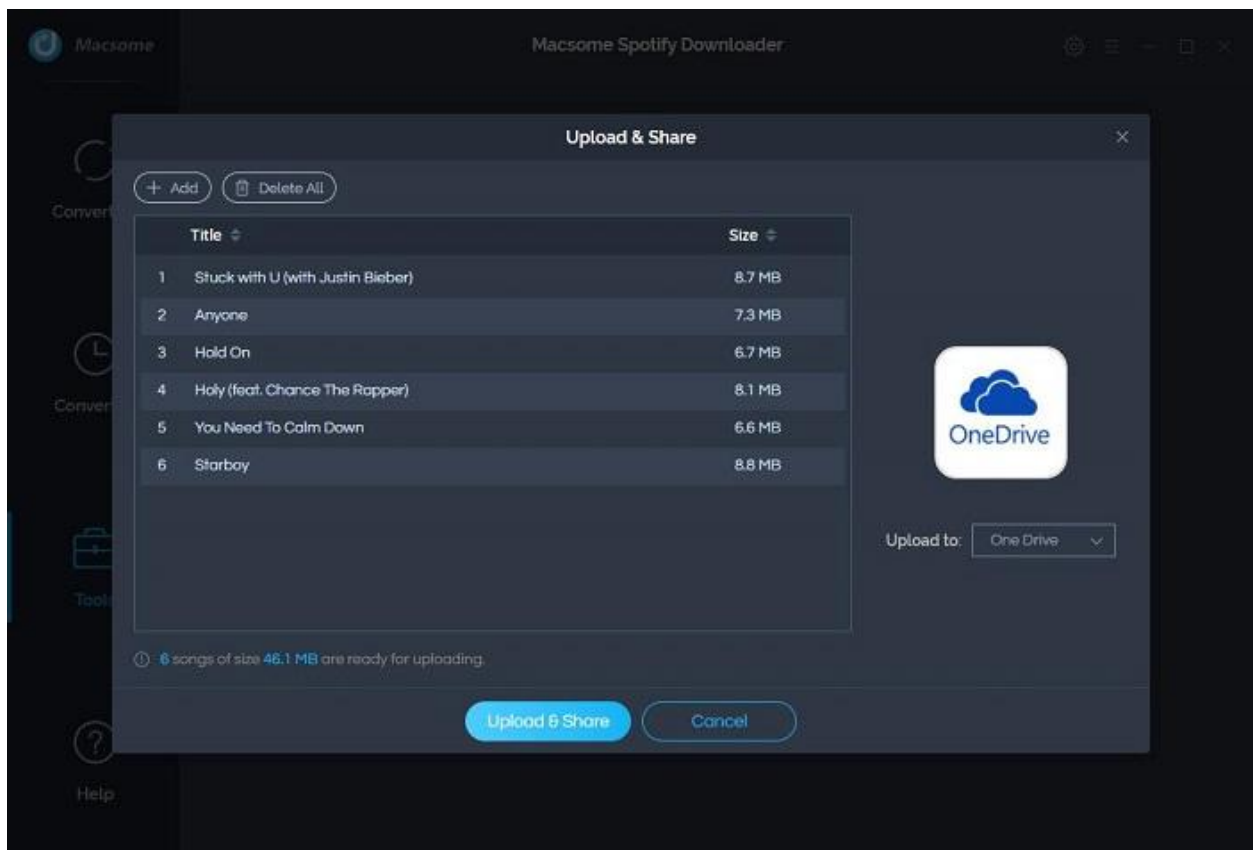 Macsome
Macsome Spotify Downloader
Upload & Share
+ Add
Delete All
Title
Size
1 Stuck with U (with Justin Bieber) 8.7 MB
2 Anyone 7.3 MB
3 Hold On 6.7 MB
4 Holy (feat. Chance The Rapper) 8.1 MB
5 You Need To Calm Down 6.6 MB
6 Starboy 8.8 MB
OneDrive
Upload to: One Drive
6 songs of size 46.1 MB are ready for uploading.
Upload & Share
Cancel
Help